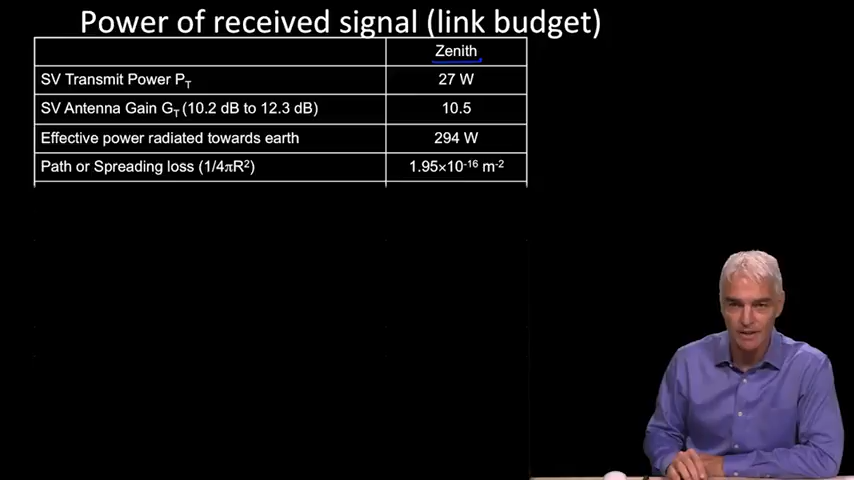 Power of received signal (link budget)
Zenith
SV Transmit Power P_T 27 W
SV Antenna Gain G_T (10.2 dB to 12.3 dB) 10.5
Effective power radiated towards earth 294 W
Path or Spreading loss (1/4πR²) 1.95×10⁻¹⁶ m⁻²